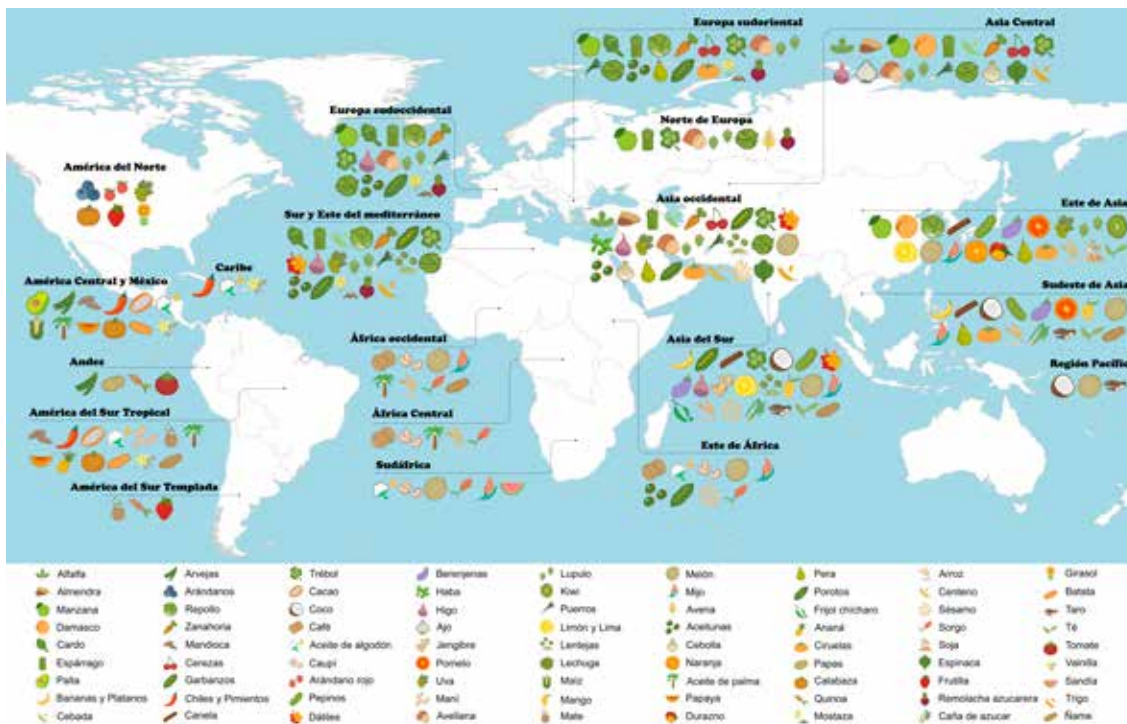 Europa sudoriental
Asia Central
Europa sudoccidental
Norte de Europa
América del Norte
Asia occidental
Este de Asia
Sur y Este del mediterráneo
América Central y México
Caribe
Sudeste de Asia
África occidental
Asia del Sur
Andes
Región Pacífic
América del Sur Tropical
África Central
Este de África
Sudáfrica
América del Sur Templada
Alfalfa Arvejas Trébol Berenjenas Lupulo Melón Pera Arroz Girasol
Almendra Arándanos Cacao Haba Kiwi Mijo Porotos Centeno Batata
Manzana Repollo Coco Higo Puerros Avena Frijol chicharo Sésamo Taro
Damasco Zanahoria Café Ajo Limón y Lima Aceitunas Ananá Sorgo Té
Cardo Mandioca Aceite de algodón Jengibre Lentejas Cebolla Ciruelas Soja Tomate
Espárrago Cerezas Caupí Pomelo Lechuga Naranja Papas Espinaca Vainilla
Palta Garbanzos Arándano rojo Uva Maíz Aceite de palma Calabaza Frutilla Sandia
Bananas y Platanos Chiles y Pimientos Pepinos Maní Mango Papaya Quinoa Remolacha azucarera Trigo
Cebada Canela Dátiles Avellana Mate Durazno Mostaza Caña de azucar Ñame